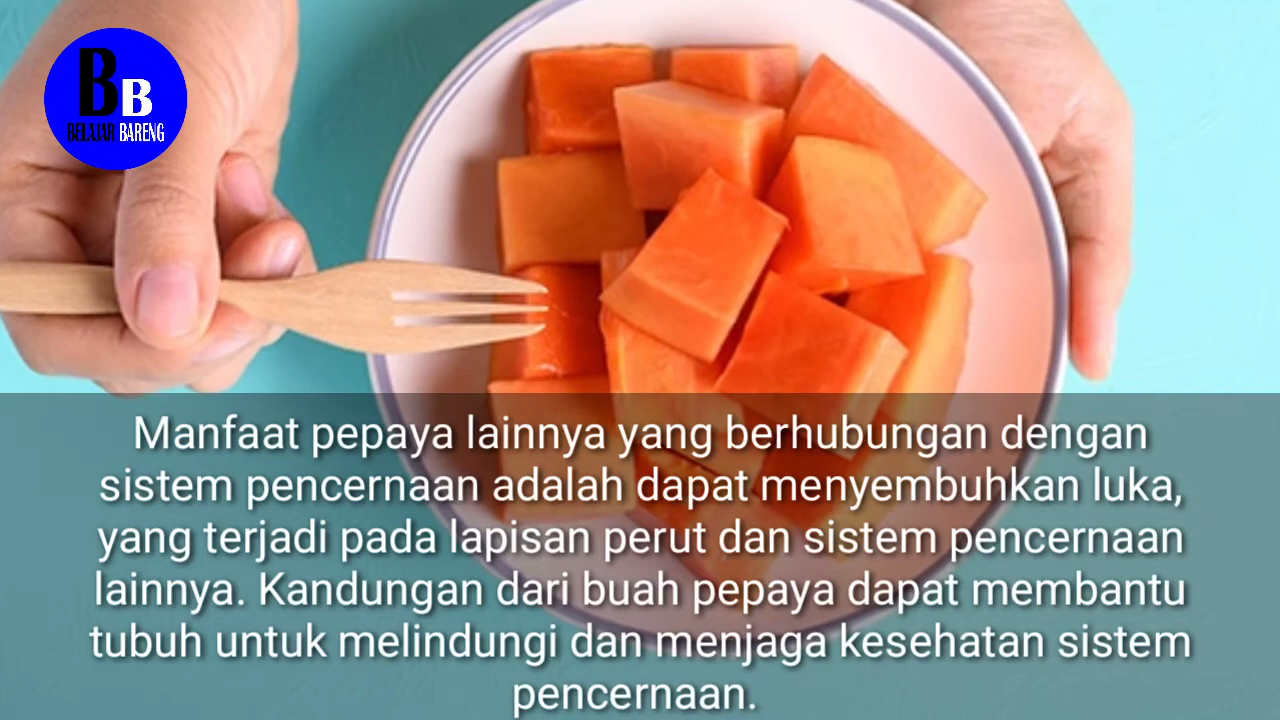 B B
BELAJAR BARENG
Manfaat pepaya lainnya yang berhubungan dengan
sistem pencernaan adalah dapat menyembuhkan luka,
yang terjadi pada lapisan perut dan sistem pencernaan
lainnya. Kandungan dari buah pepaya dapat membantu
tubuh untuk melindungi dan menjaga kesehatan sistem
pencernaan.